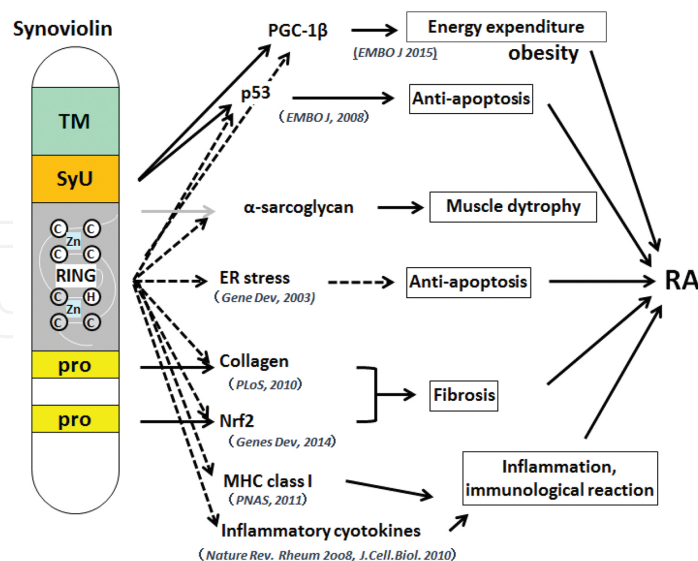 Synoviolin
TM
SyU
C C
Zn
C C
RING
C H
Zn
C C
pro
pro
PGC-1β
(EMBO J 2015)
Energy expenditure
obesity
p53
(EMBO J, 2008)
Anti-apoptosis
α-sarcoglycan
Muscle dytrophy
ER stress
(Gene Dev, 2003)
Anti-apoptosis
RA
Collagen
(PLoS, 2010)
Fibrosis
Nrf2
(Genes Dev, 2014)
MHC class I
(PNAS, 2011)
Inflammation,
immunological reaction
Inflammatory cyotokines
(Nature Rev. Rheum 2oo8, J.Cell.Biol. 2010)